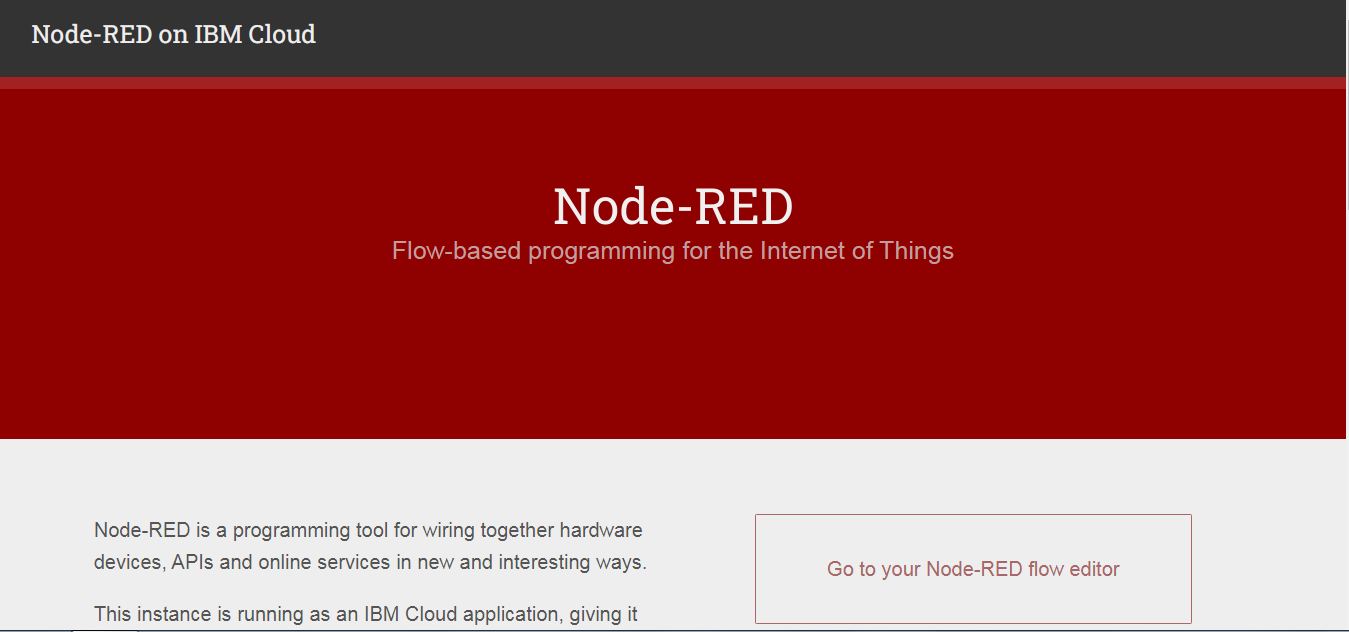 Node-RED on IBM Cloud
Node-RED
Flow-based programming for the Internet of Things
Node-RED is a programming tool for wiring together hardware
devices, APIs and online services in new and interesting ways.
This instance is running as an IBM Cloud application, giving it
Go to your Node-RED flow editor